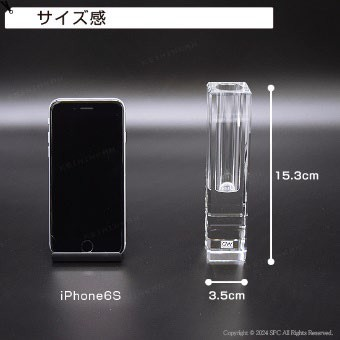 サイズ感
15.3cm
iPhone6S
3.5cm
Copyright © 2024 SFC All Rights Reserved.